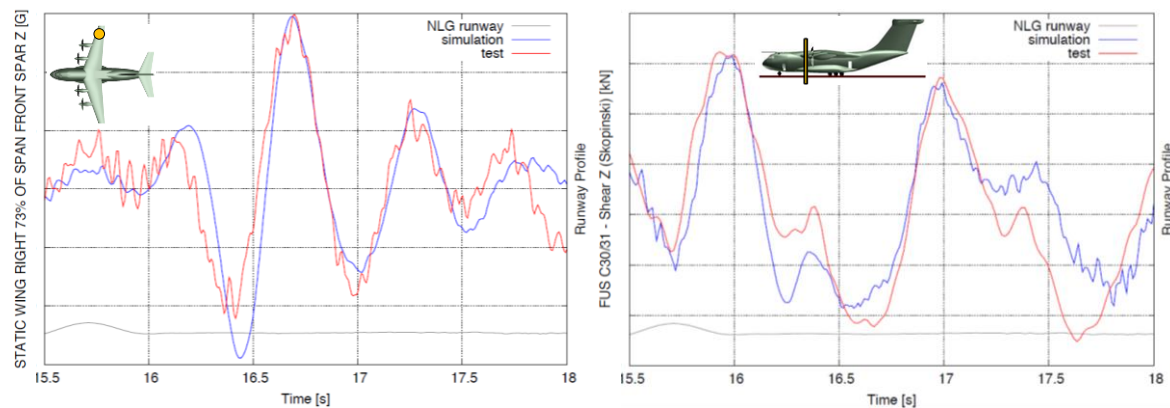 STATIC WING RIGHT 73% OF SPAN FRONT SPAR Z [G]
NLG runway
simulation
test
Runway Profile
15.5 16 16.5 17 17.5 18
Time [s]
FUS C30/31 - Shear Z (Skopinski) [kN]
NLG runway
simulation
test
Runway Profile
15.5 16 16.5 17 17.5 18
Time [s]